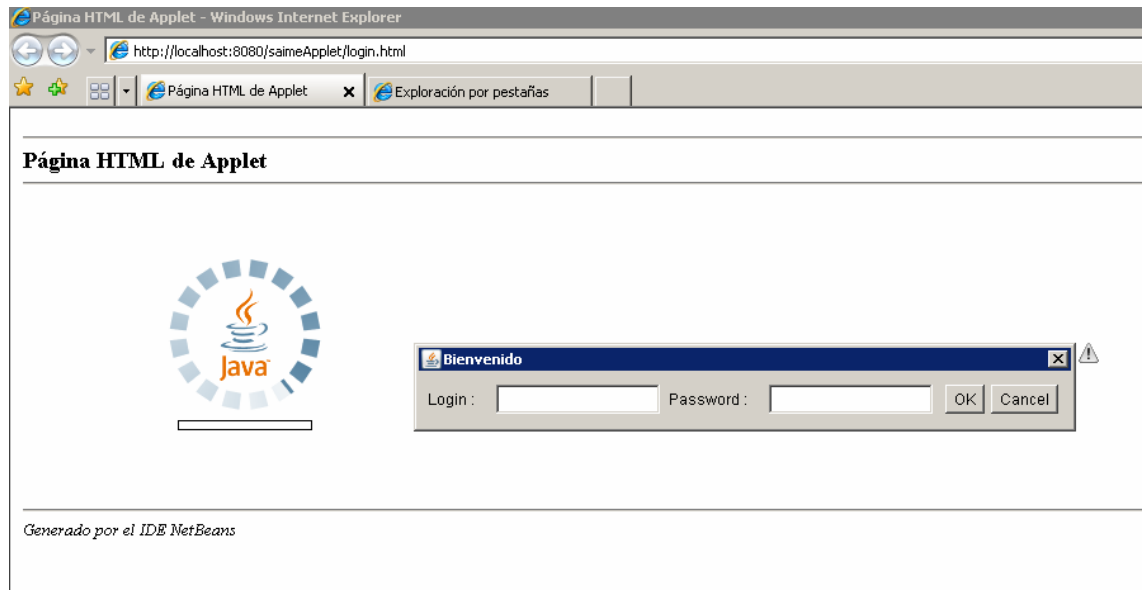 Página HTML de Applet - Windows Internet Explorer
http://localhost:8080/saimeApplet/login.html
Página HTML de Applet
Exploración por pestañas
Página HTML de Applet
Java
Bienvenido
Login :
Password :
OK
Cancel
Generado por el IDE NetBeans